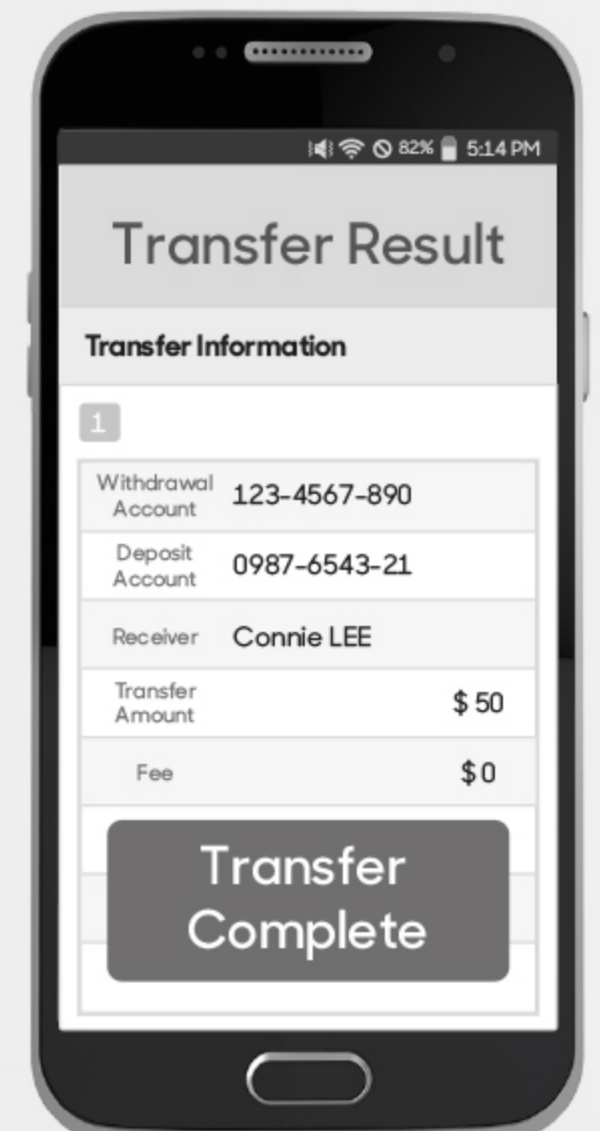 82% 5:14 PM
Transfer Result
Transfer Information
1
Withdrawal
Account
123-4567-890
Deposit
Account
0987-6543-21
Receiver Connie LEE
Transfer
Amount
$ 50
Fee $ 0
Transfer
Complete